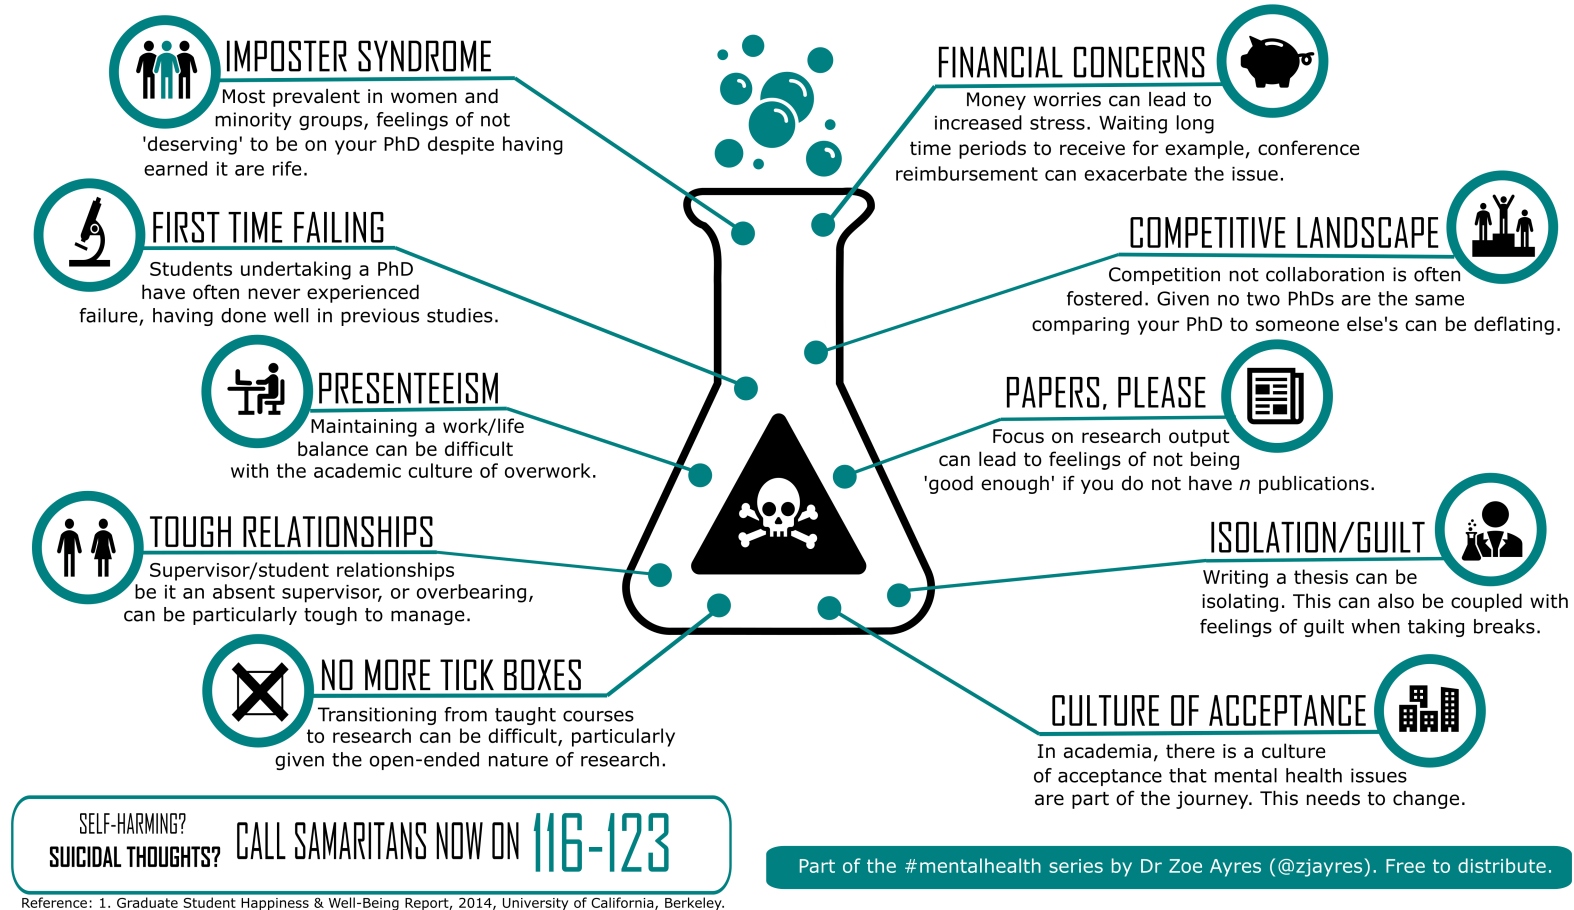 IMPOSTER SYNDROME
Most prevalent in women and
minority groups, feelings of not
'deserving' to be on your PhD despite having
earned it are rife.
FIRST TIME FAILING
Students undertaking a PhD
have often never experienced
failure, having done well in previous studies.
PRESENTEEISM
Maintaining a work/life
balance can be difficult
with the academic culture of overwork.
TOUGH RELATIONSHIPS
Supervisor/student relationships
be it an absent supervisor, or overbearing,
can be particularly tough to manage.
NO MORE TICK BOXES
Transitioning from taught courses
to research can be difficult, particularly
given the open-ended nature of research.
FINANCIAL CONCERNS
Money worries can lead to
increased stress. Waiting long
time periods to receive for example, conference
reimbursement can exacerbate the issue.
COMPETITIVE LANDSCAPE
Competition not collaboration is often
fostered. Given no two PhDs are the same
comparing your PhD to someone else's can be deflating.
PAPERS, PLEASE
Focus on research output
can lead to feelings of not being
'good enough' if you do not have n publications.
ISOLATION/GUILT
Writing a thesis can be
isolating. This can also be coupled with
feelings of guilt when taking breaks.
CULTURE OF ACCEPTANCE
In academia, there is a culture
of acceptance that mental health issues
are part of the journey. This needs to change.
SELF-HARMING?
SUICIDAL THOUGHTS?
CALL SAMARITANS NOW ON 116-123
Part of the #mentalhealth series by Dr Zoe Ayres (@zjayres). Free to distribute.
Reference: 1. Graduate Student Happiness & Well-Being Report, 2014, University of California, Berkeley.